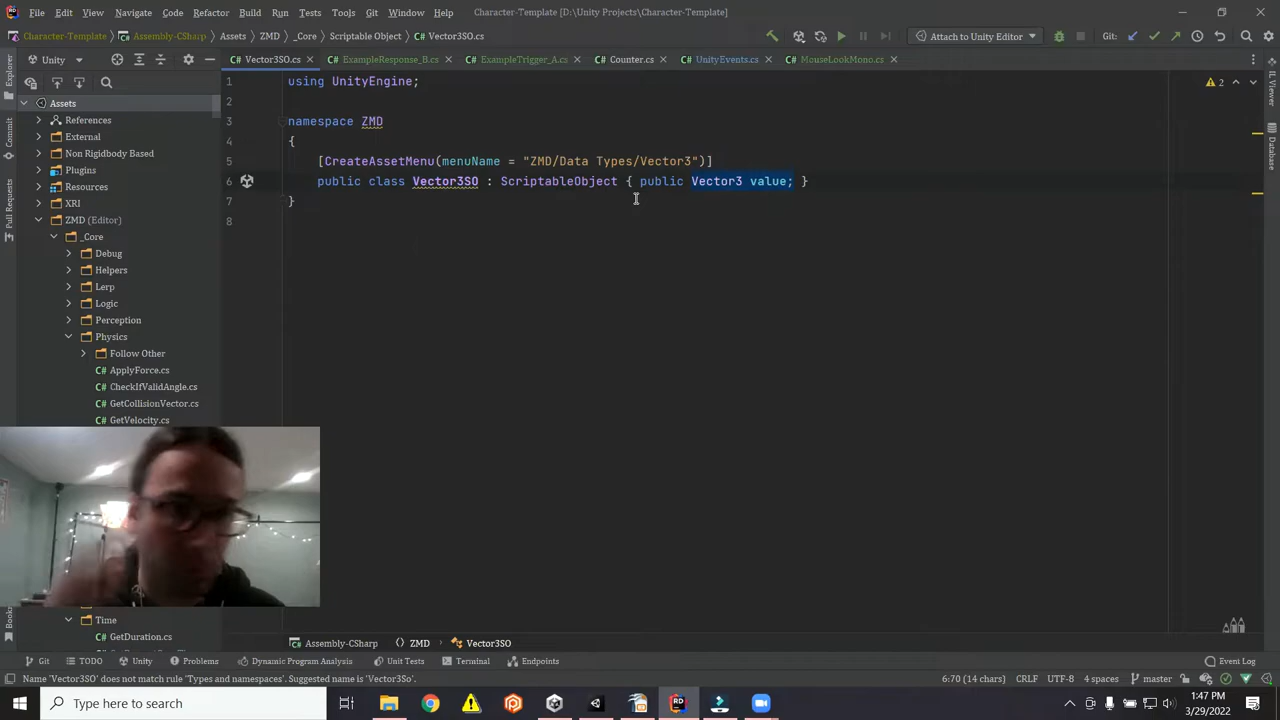 File Edit View Navigate Code Refactor Build Run Tests Tools Git Window Help Character-Template [D:\Unity Projects\Character-Template]
Character-Template Assembly-CSharp Assets ZMD _Core Scriptable Object Vector3SO.cs Attach to Unity Editor Git:
Explorer Unity Vector3SO.cs ExampleResponse_B.cs ExampleTrigger_A.cs Counter.cs UnityEvents.cs MouseLookMono.cs IL Viewer
1 using UnityEngine; 2
2
3 namespace ZMD
4 {
5 [CreateAssetMenu(menuName = "ZMD/Data Types/Vector3")]
6 public class Vector3SO : ScriptableObject { public Vector3 value; }
7 }
8
Assets
References
External
Non Rigidbody Based
Plugins
Resources
XRI
ZMD (Editor)
_Core
Debug
Helpers
Lerp
Logic
Perception
Physics
Follow Other
ApplyForce.cs
CheckIfValidAngle.cs
GetCollisionVector.cs
GetVelocity.cs
Time
GetDuration.cs
Commit
Pull Requests
Database
Assembly-CSharp ZMD Vector3SO
Git TODO Unity Problems Dynamic Program Analysis Unit Tests Terminal Endpoints Event Log
Name 'Vector3SO' does not match rule 'Types and namespaces'. Suggested name is 'Vector3So'. 6:70 (14 chars) CRLF UTF-8 4 spaces master
Type here to search 1:47 PM
3/29/2022